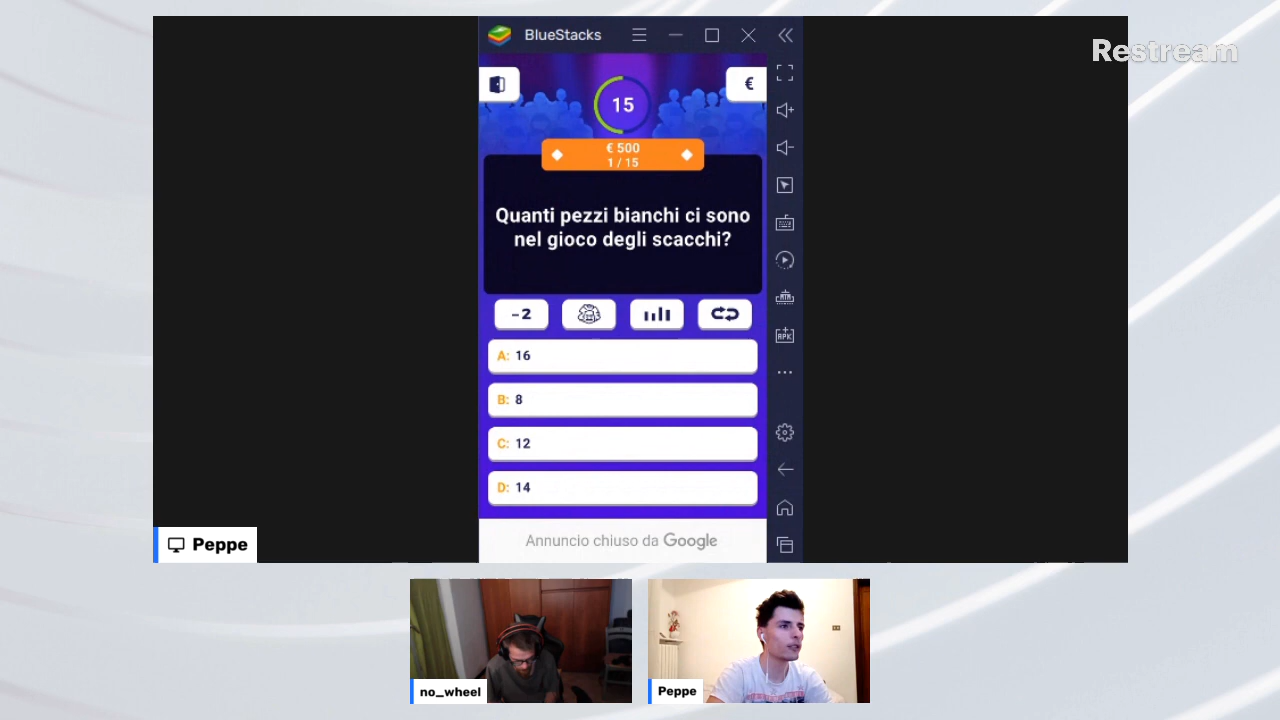 BlueStacks
Restream
15
€
€ 500
1 / 15
Quanti pezzi bianchi ci sono
nel gioco degli scacchi?
-2
A: 16
B: 8
C: 12
D: 14
Annuncio chiuso da Google
Peppe
no_wheel
Peppe